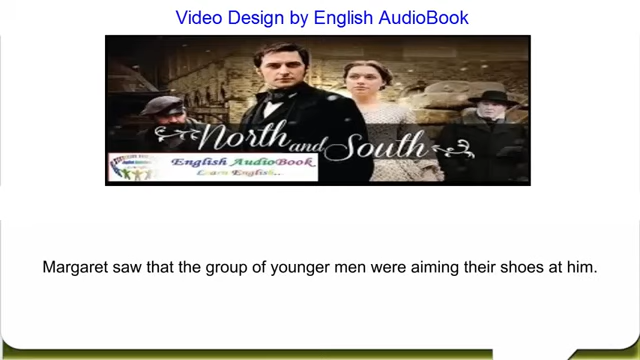 Video Design by English AudioBook
North and South
English AudioBook
Learn English...
Margaret saw that the group of younger men were aiming their shoes at him.